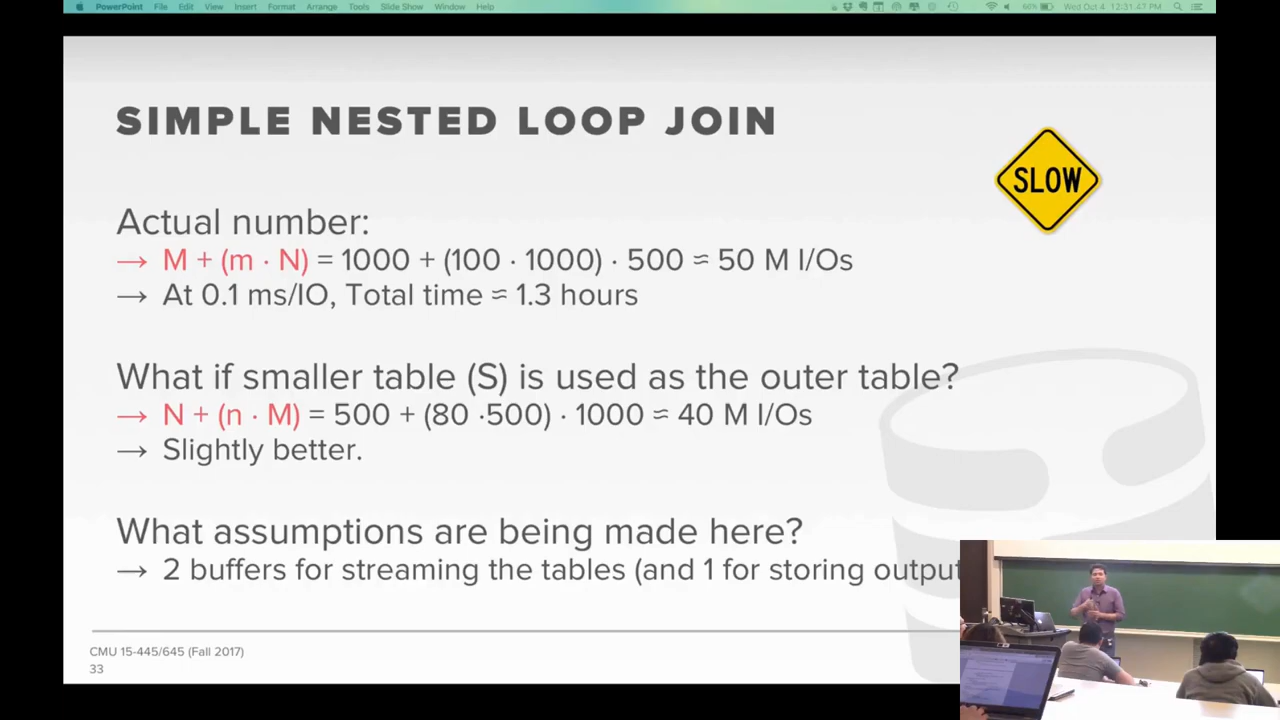 PowerPoint File Edit View Insert Format Arrange Tools Slide Show Window Help 66% Wed Oct 4 12:31:47 PM
SIMPLE NESTED LOOP JOIN
SLOW
Actual number:
→ M + (m · N) = 1000 + (100 · 1000) · 500 ≈ 50 M I/Os
→ At 0.1 ms/IO, Total time ≈ 1.3 hours
What if smaller table (S) is used as the outer table?
→ N + (n · M) = 500 + (80 ·500) · 1000 ≈ 40 M I/Os
→ Slightly better.
What assumptions are being made here?
→ 2 buffers for streaming the tables (and 1 for storing output
CMU 15-445/645 (Fall 2017)
33